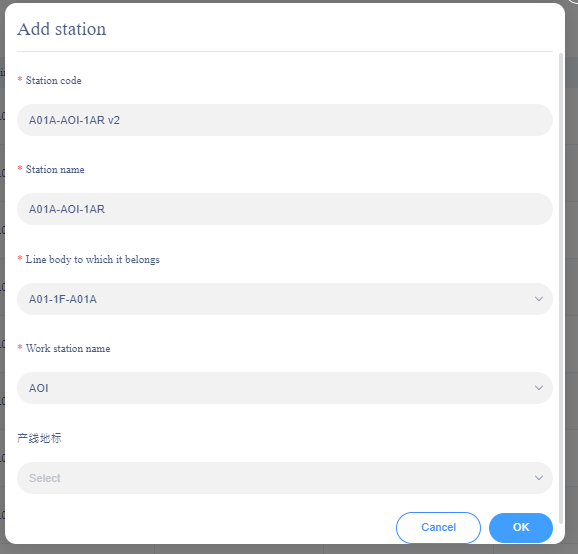 Add station
* Station code
A01A-AOI-1AR v2
* Station name
A01A-AOI-1AR
* Line body to which it belongs
A01-1F-A01A
* Work station name
AOI
产线地标
Select
Cancel OK